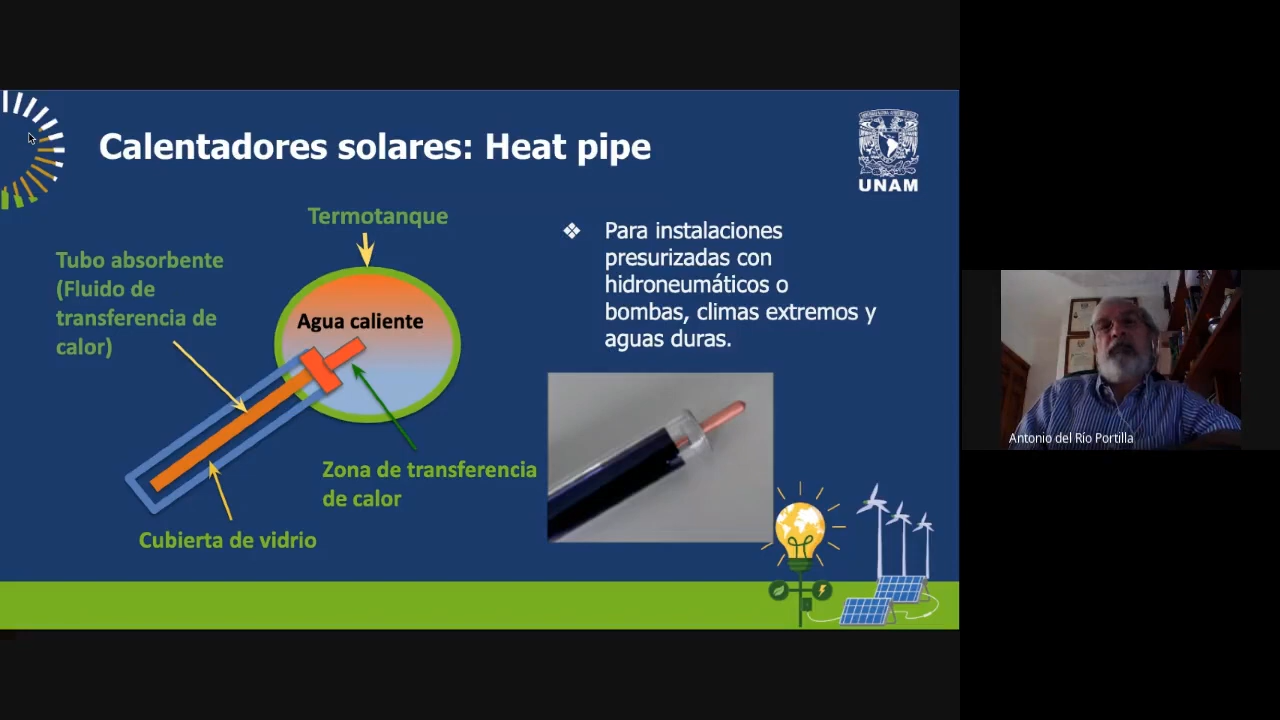 Calentadores solares: Heat pipe
UNAM
Termotanque
Tubo absorbente
(Fluido de
transferencia de
calor)
Agua caliente
Zona de transferencia
de calor
Cubierta de vidrio
❖ Para instalaciones
presurizadas con
hidroneumáticos o
bombas, climas extremos y
aguas duras.
Antonio del Río Portilla